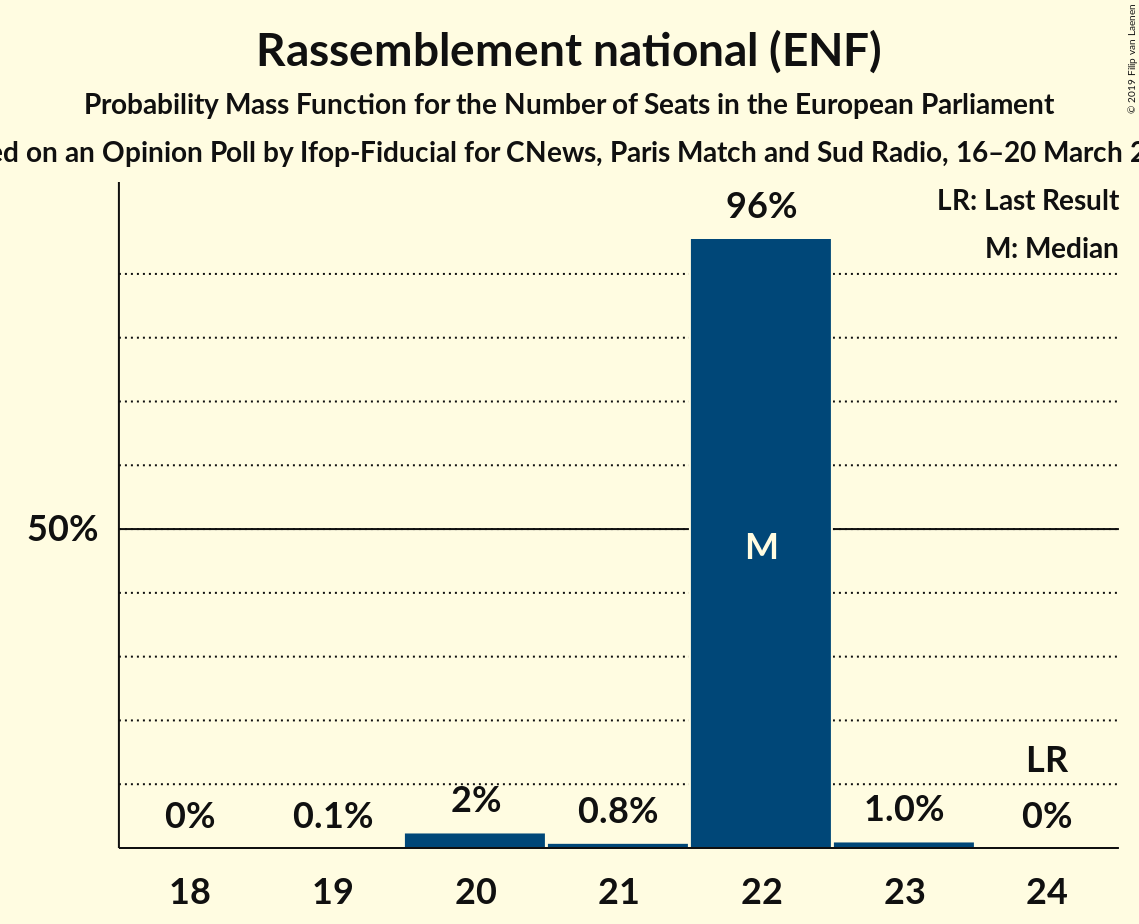 Rassemblement national (ENF)
Probability Mass Function for the Number of Seats in the European Parliament
on an Opinion Poll by Ifop-Fiducial for CNews, Paris Match and Sud Radio, 16–20 March
© 2019 Filip van Laenen
LR: Last Result
M: Median
96%
50%
M
LR
0%
0.1%
2%
0.8%
1.0%
0%
18
19
20
21
22
23
24